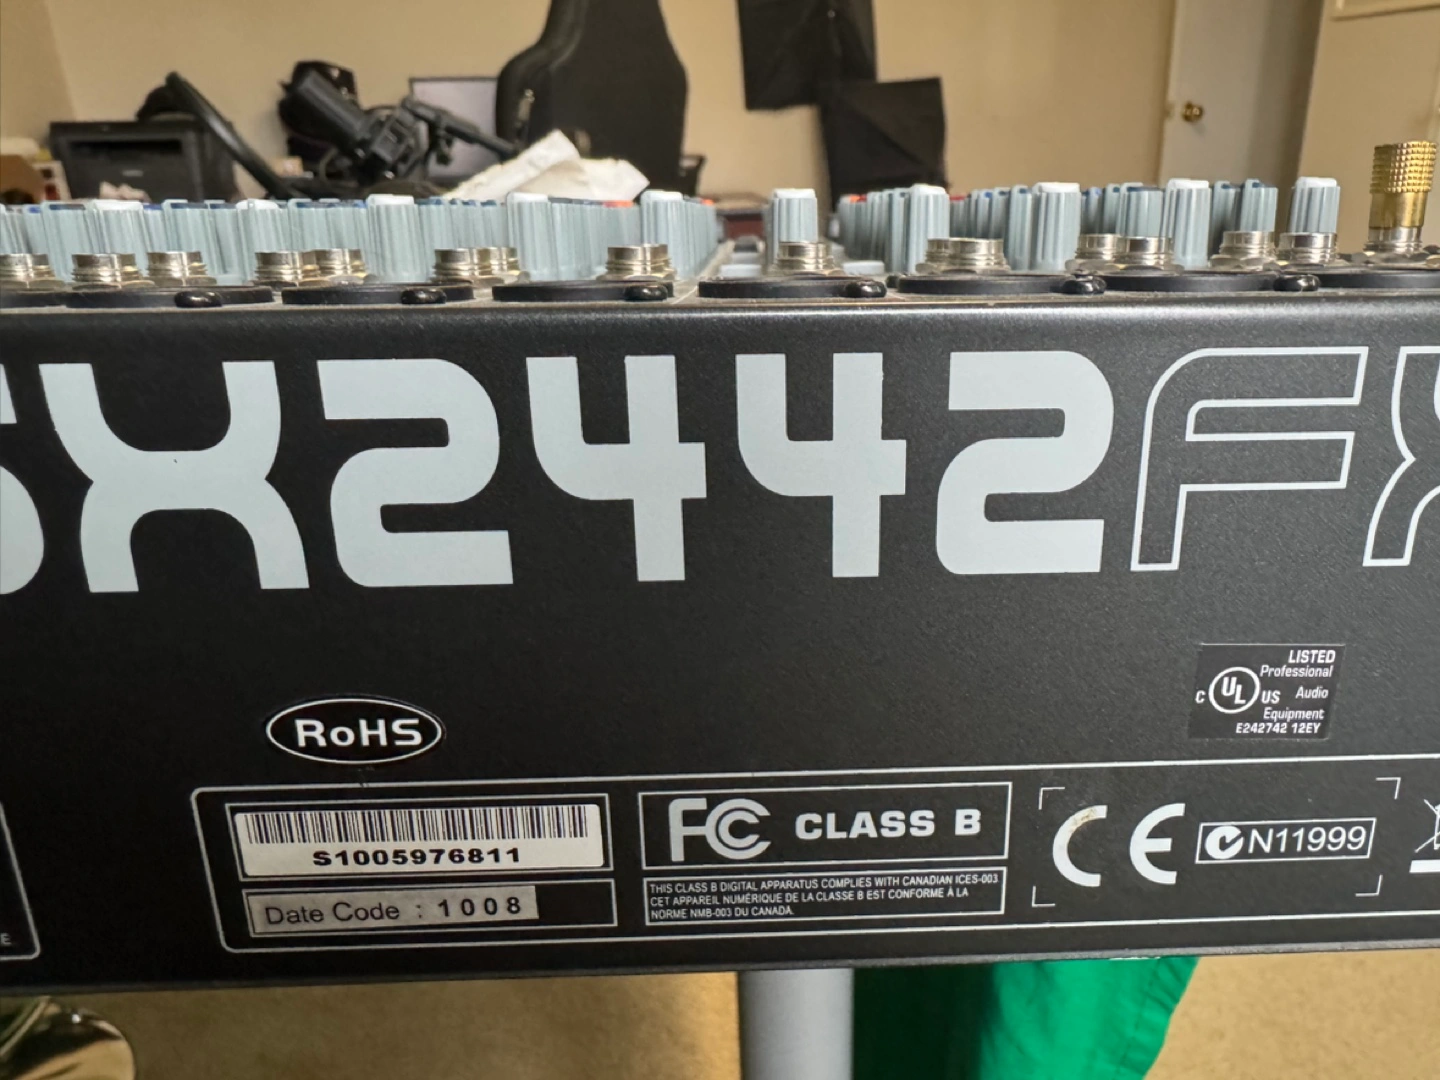 SX2442FX
LISTED
Professional
C UL US Audio
Equipment
E242742 12EY
RoHS
S1005976811
Date Code : 1008
FC CLASS B
THIS CLASS B DIGITAL APPARATUS COMPLIES WITH CANADIAN ICES-003
CET APPAREIL NUMÉRIQUE DE LA CLASSE B EST CONFORME À LA
NORME NMB-003 DU CANADA.
CE N11999
E